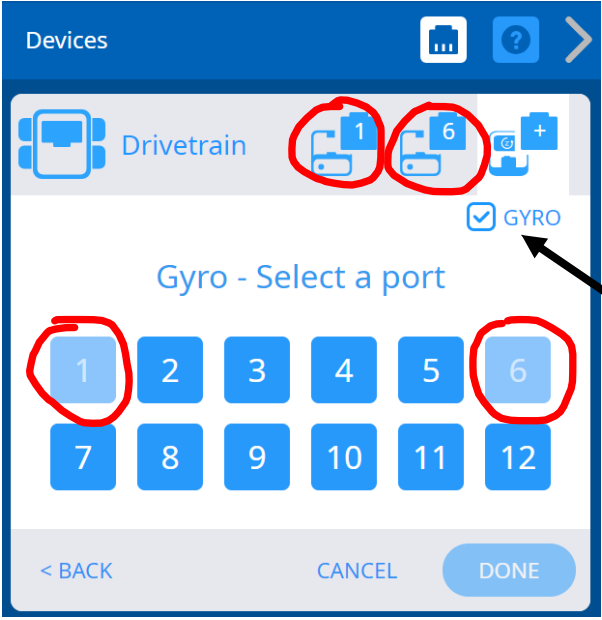 Devices ?
Drivetrain 1 6 +
GYRO
Gyro - Select a port
1 2 3 4 5 6
7 8 9 10 11 12
< BACK CANCEL DONE